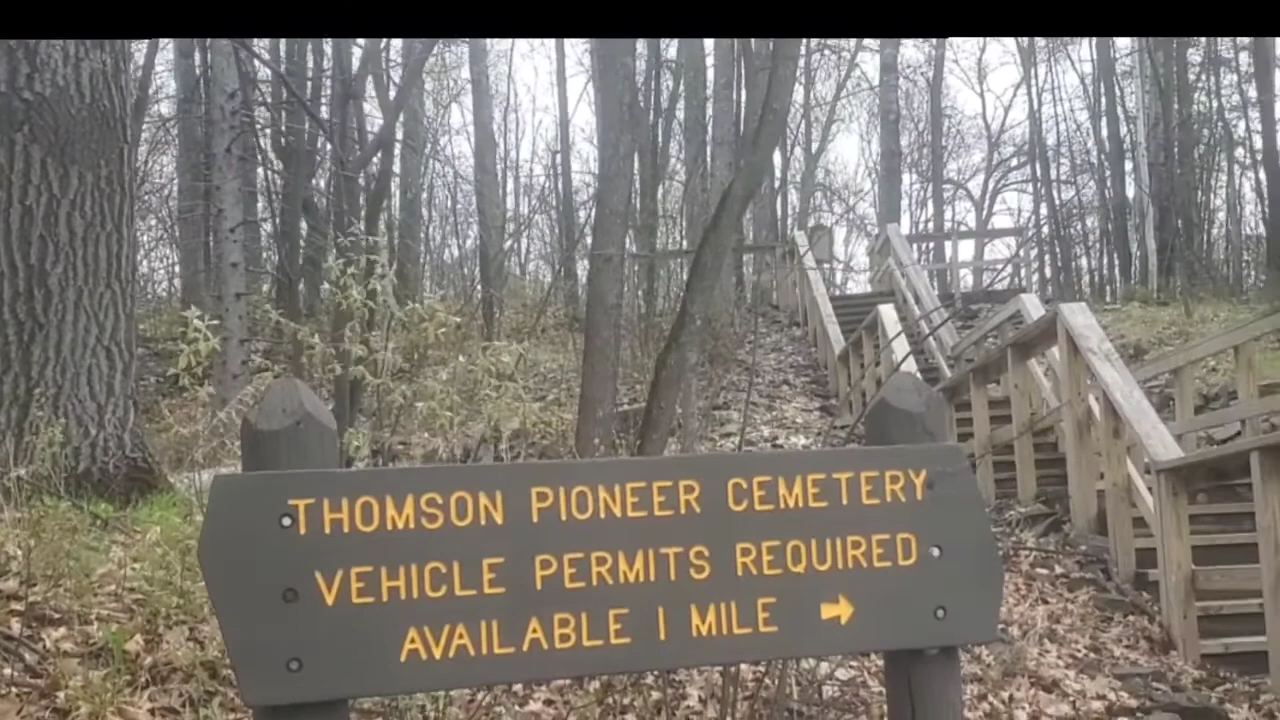 THOMSON PIONEER CEMETERY
VEHICLE PERMITS REQUIRED
AVAILABLE 1 MILE →